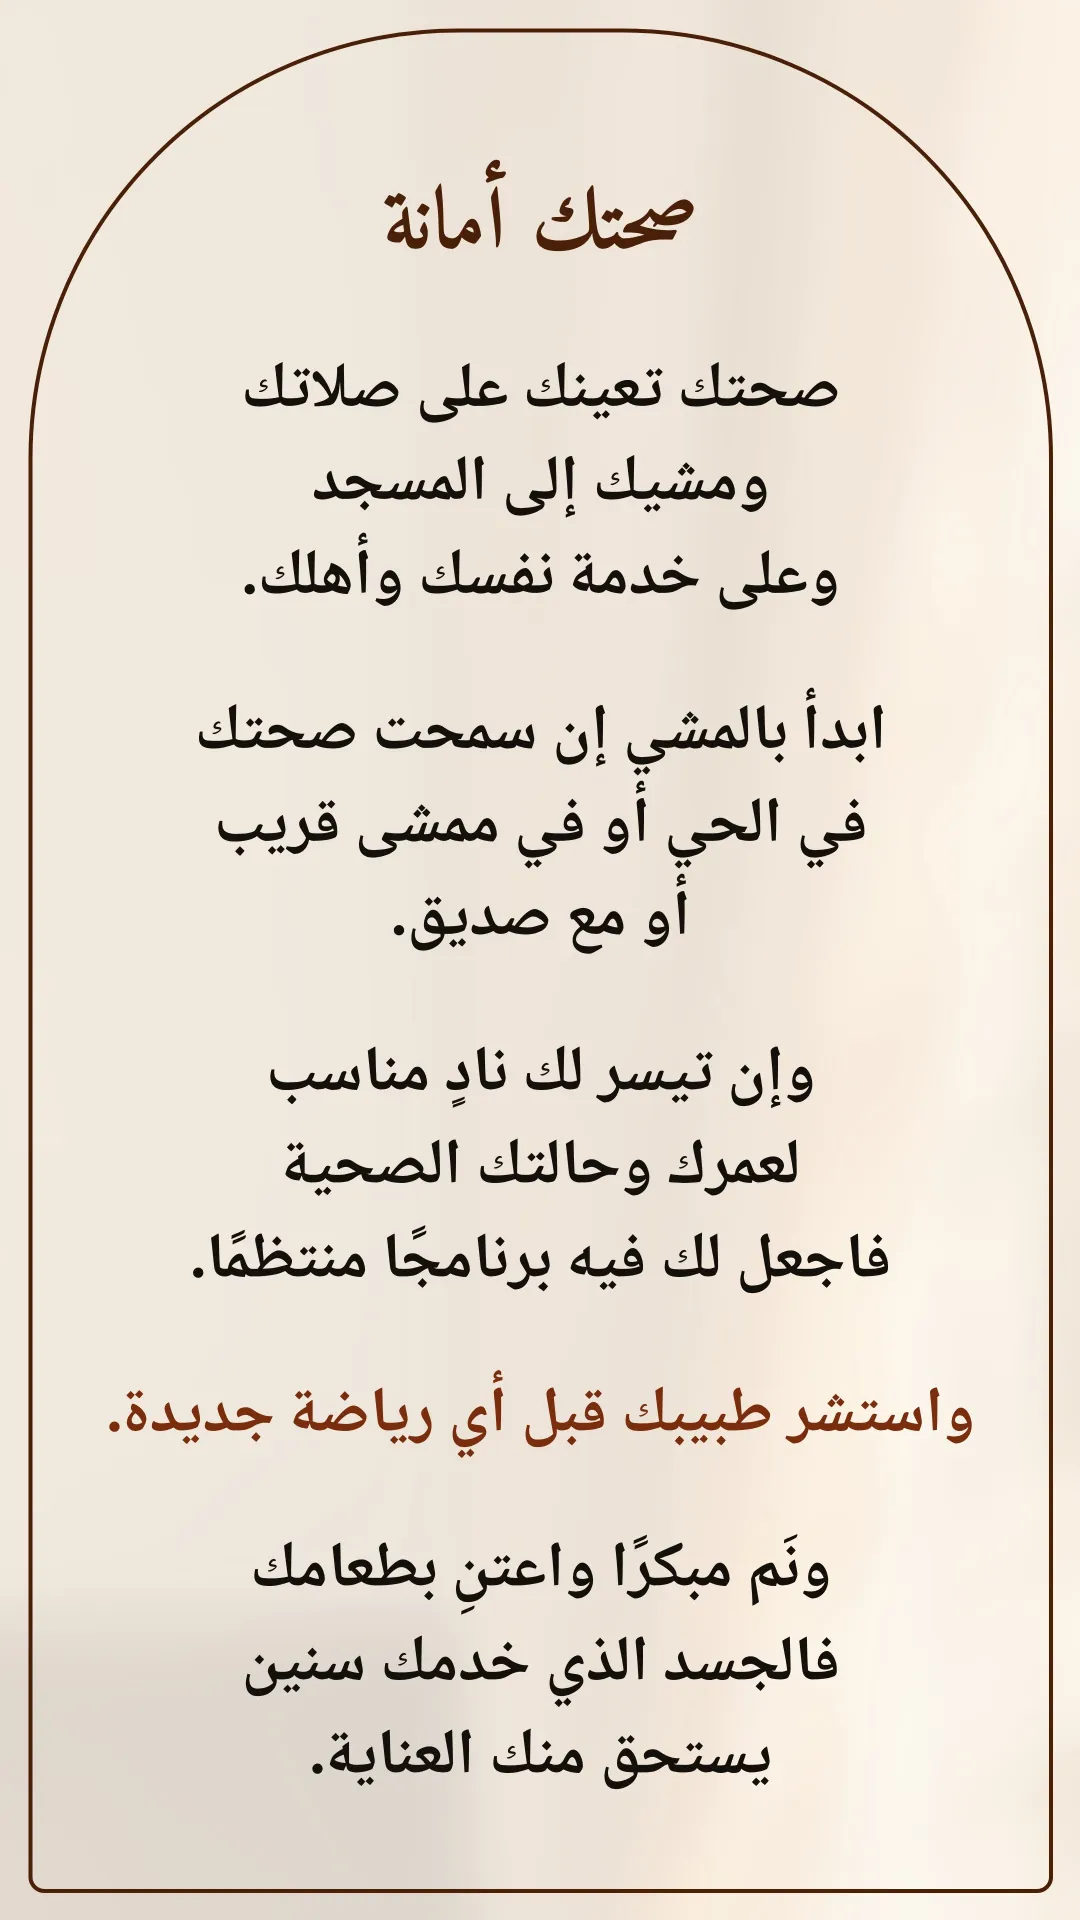 صحتك أمانة
صحتك تعينك على صلاتك
ومشيك إلى المسجد
وعلى خدمة نفسك وأهلك.
ابدأ بالمشي إن سمحت صحتك
في الحي أو في ممشى قريب
أو مع صديق.
وإن تيسر لك نادٍ مناسب
لعمرك وحالتك الصحية
فاجعل لك فيه برنامجًا منتظمًا.
واستشر طبيبك قبل أي رياضة جديدة.
ونَم مبكرًا واعتنِ بطعامك
فالجسد الذي خدمك سنين
يستحق منك العناية.